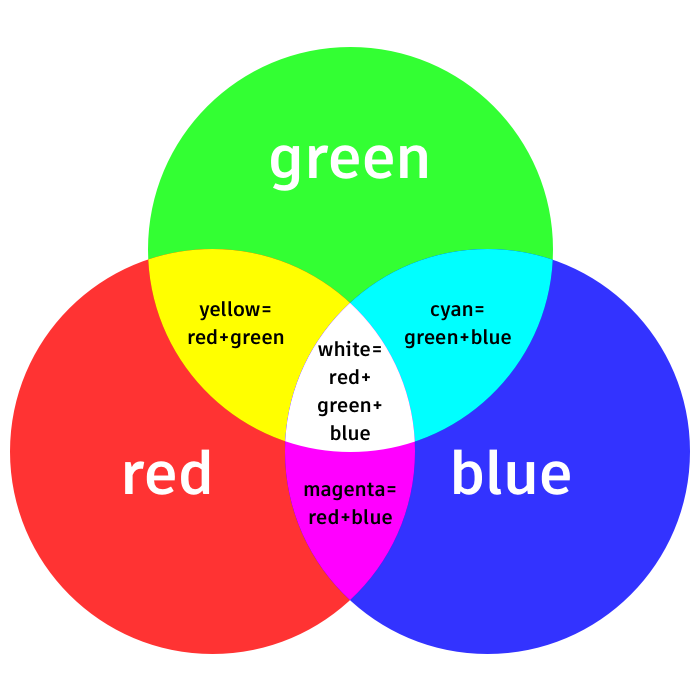 green
yellow=
red+green
cyan=
green+blue
white=
red+
green+
blue
red
blue
magenta=
red+blue